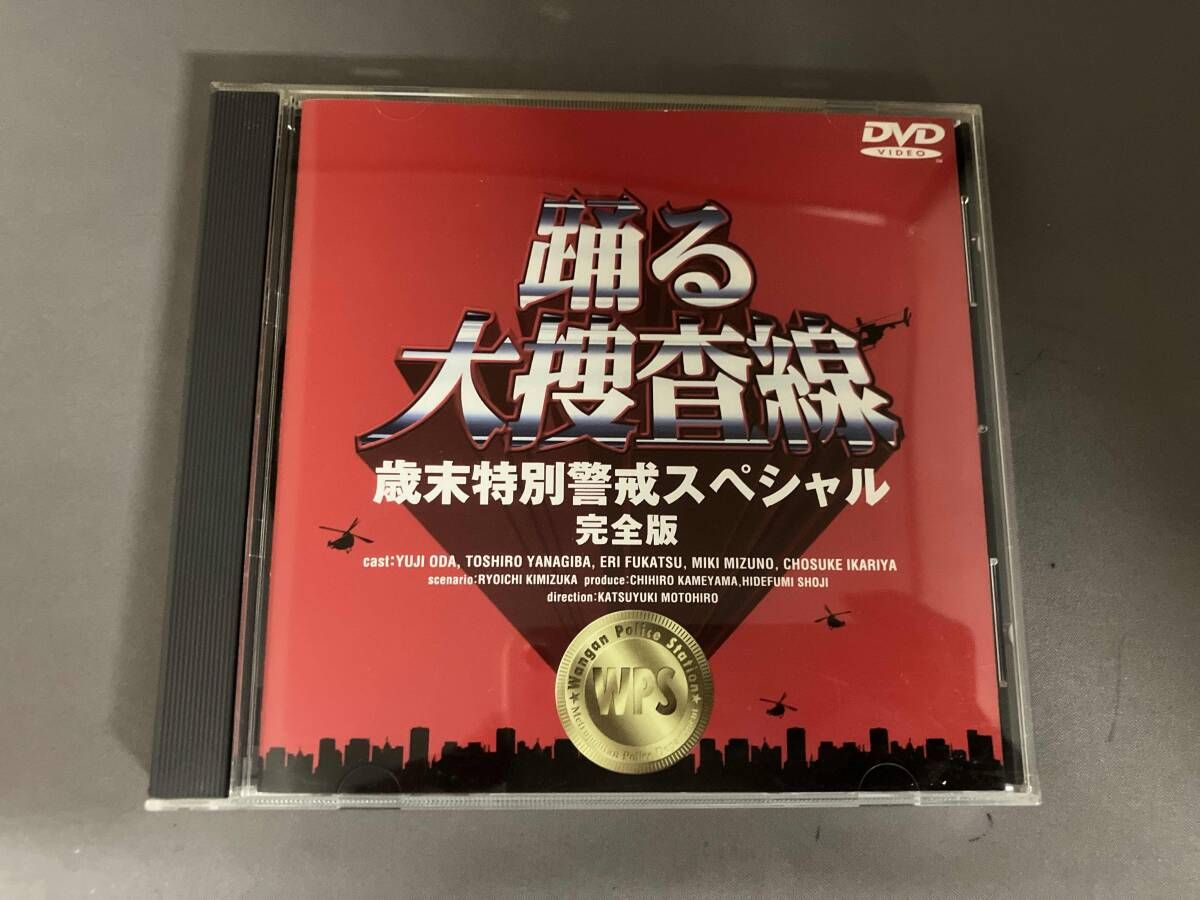 DVD
VIDEO
踊る
大捜査線
歳末特別警戒スペシャル
完全版
cast:YUJI ODA, TOSHIRO YANAGIBA, ERI FUKATSU, MIKI MIZUNO, CHOSUKE IKARIYA
scenario:RYOICHI KIMIZUKA produce:CHIHIRO KAMEYAMA,HIDEFUMI SHOJI
direction:KATSUYUKI MOTOHIRO
★Wangan Police Station★
WPS
Metropolitan Police